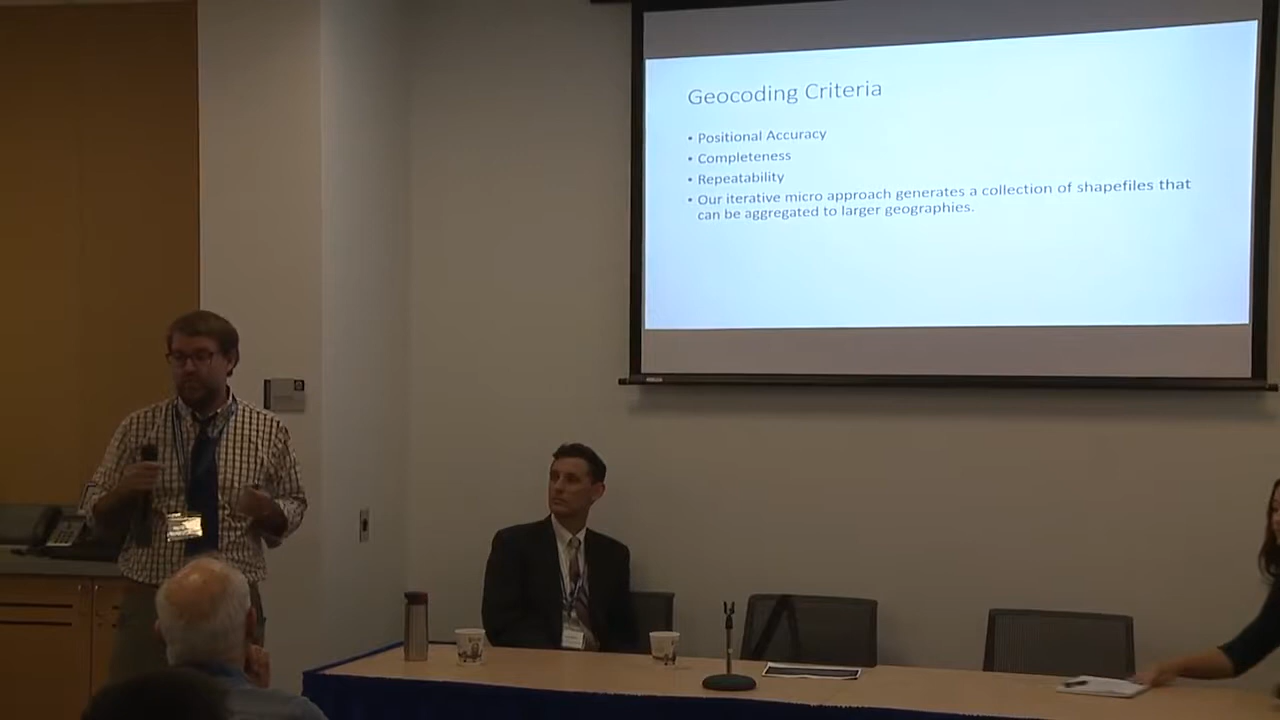 Geocoding Criteria
• Positional Accuracy
• Completeness
• Repeatability
• Our iterative micro approach generates a collection of shapefiles that
can be aggregated to larger geographies.